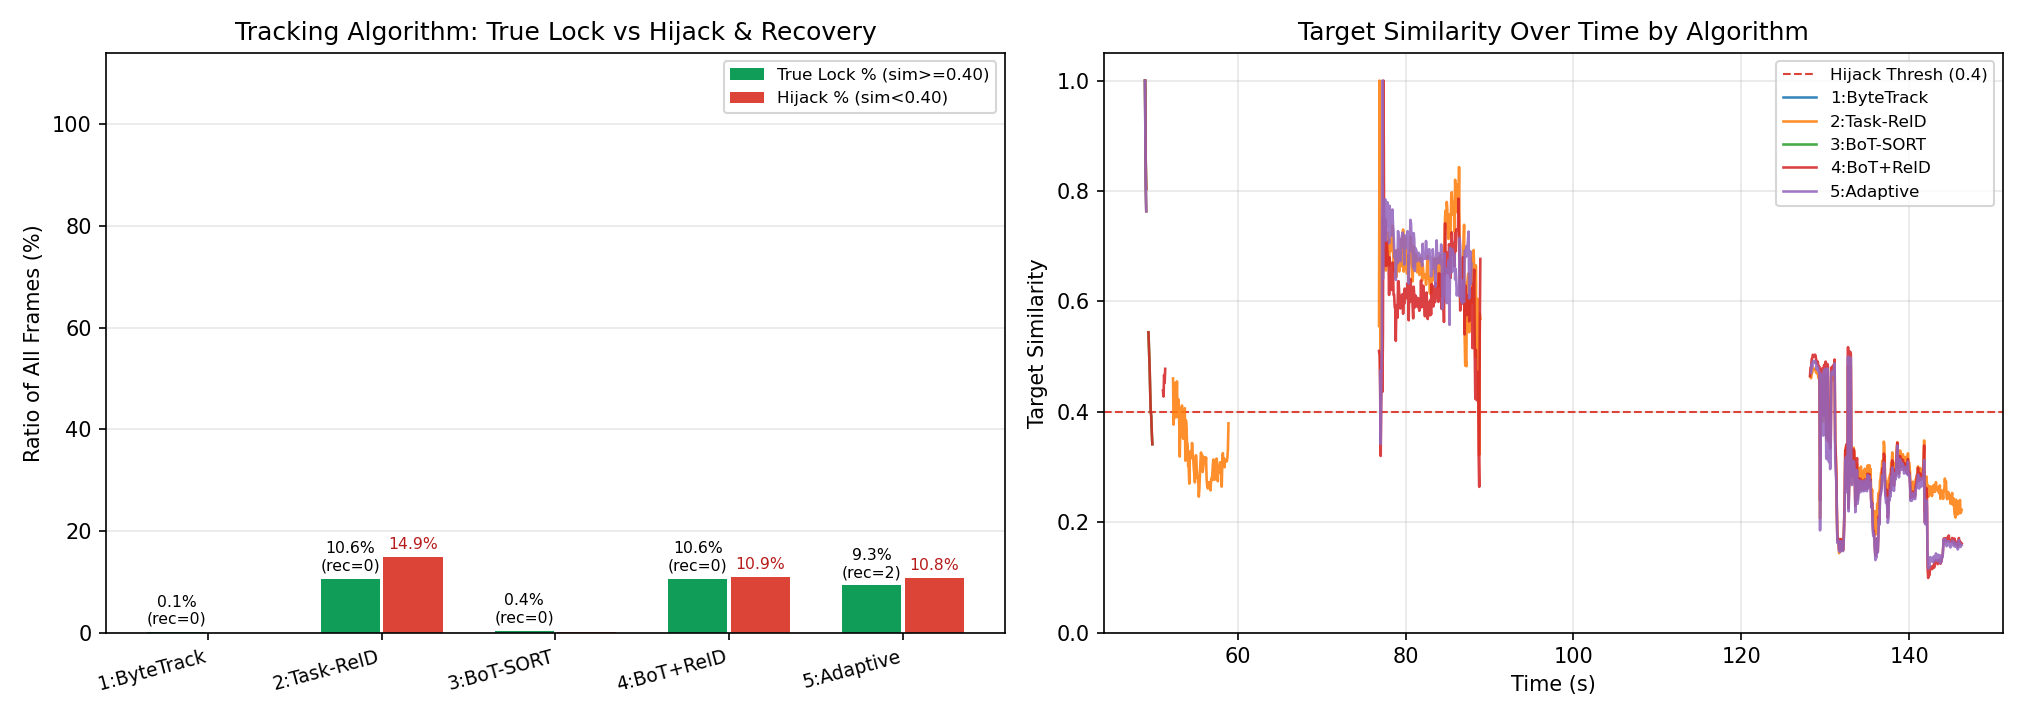 Tracking Algorithm: True Lock vs Hijack & Recovery
True Lock % (sim>=0.40)
Hijack % (sim<0.40)
Ratio of All Frames (%)
100
80
60
40
20
0
0.1%
(rec=0)
10.6%
(rec=0)
14.9%
0.4%
(rec=0)
10.6%
(rec=0)
10.9%
9.3%
(rec=2)
10.8%
1:ByteTrack
2:Task-ReID
3:BoT-SORT
4:BoT+ReID
5:Adaptive
Target Similarity Over Time by Algorithm
Hijack Thresh (0.4)
1:ByteTrack
2:Task-ReID
3:BoT-SORT
4:BoT+ReID
5:Adaptive
Target Similarity
1.0
0.8
0.6
0.4
0.2
0.0
60
80
100
120
140
Time (s)